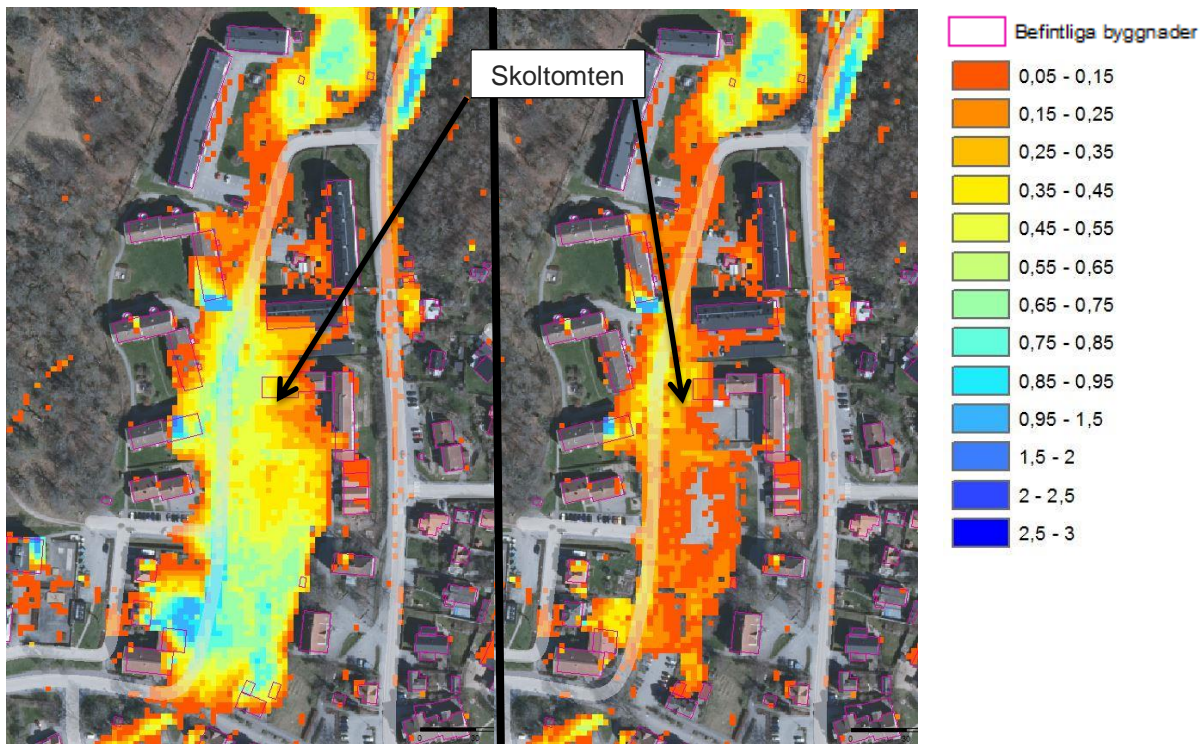 Skoltomten
Befintliga byggnader
0,05 - 0,15
0,15 - 0,25
0,25 - 0,35
0,35 - 0,45
0,45 - 0,55
0,55 - 0,65
0,65 - 0,75
0,75 - 0,85
0,85 - 0,95
0,95 - 1,5
1,5 - 2
2 - 2,5
2,5 - 3